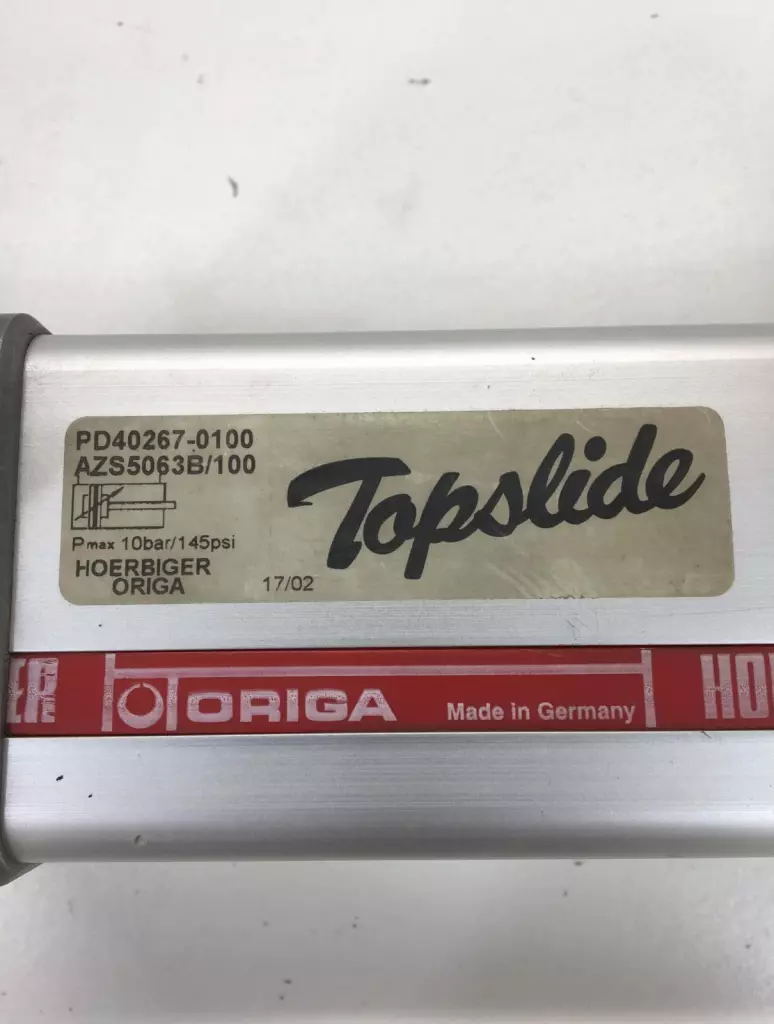 PD40267-0100
AZS5063B/100
Pmax 10bar/145psi
HOERBIGER
ORIGA
17/02
Topslide
ORIGA
Made in Germany